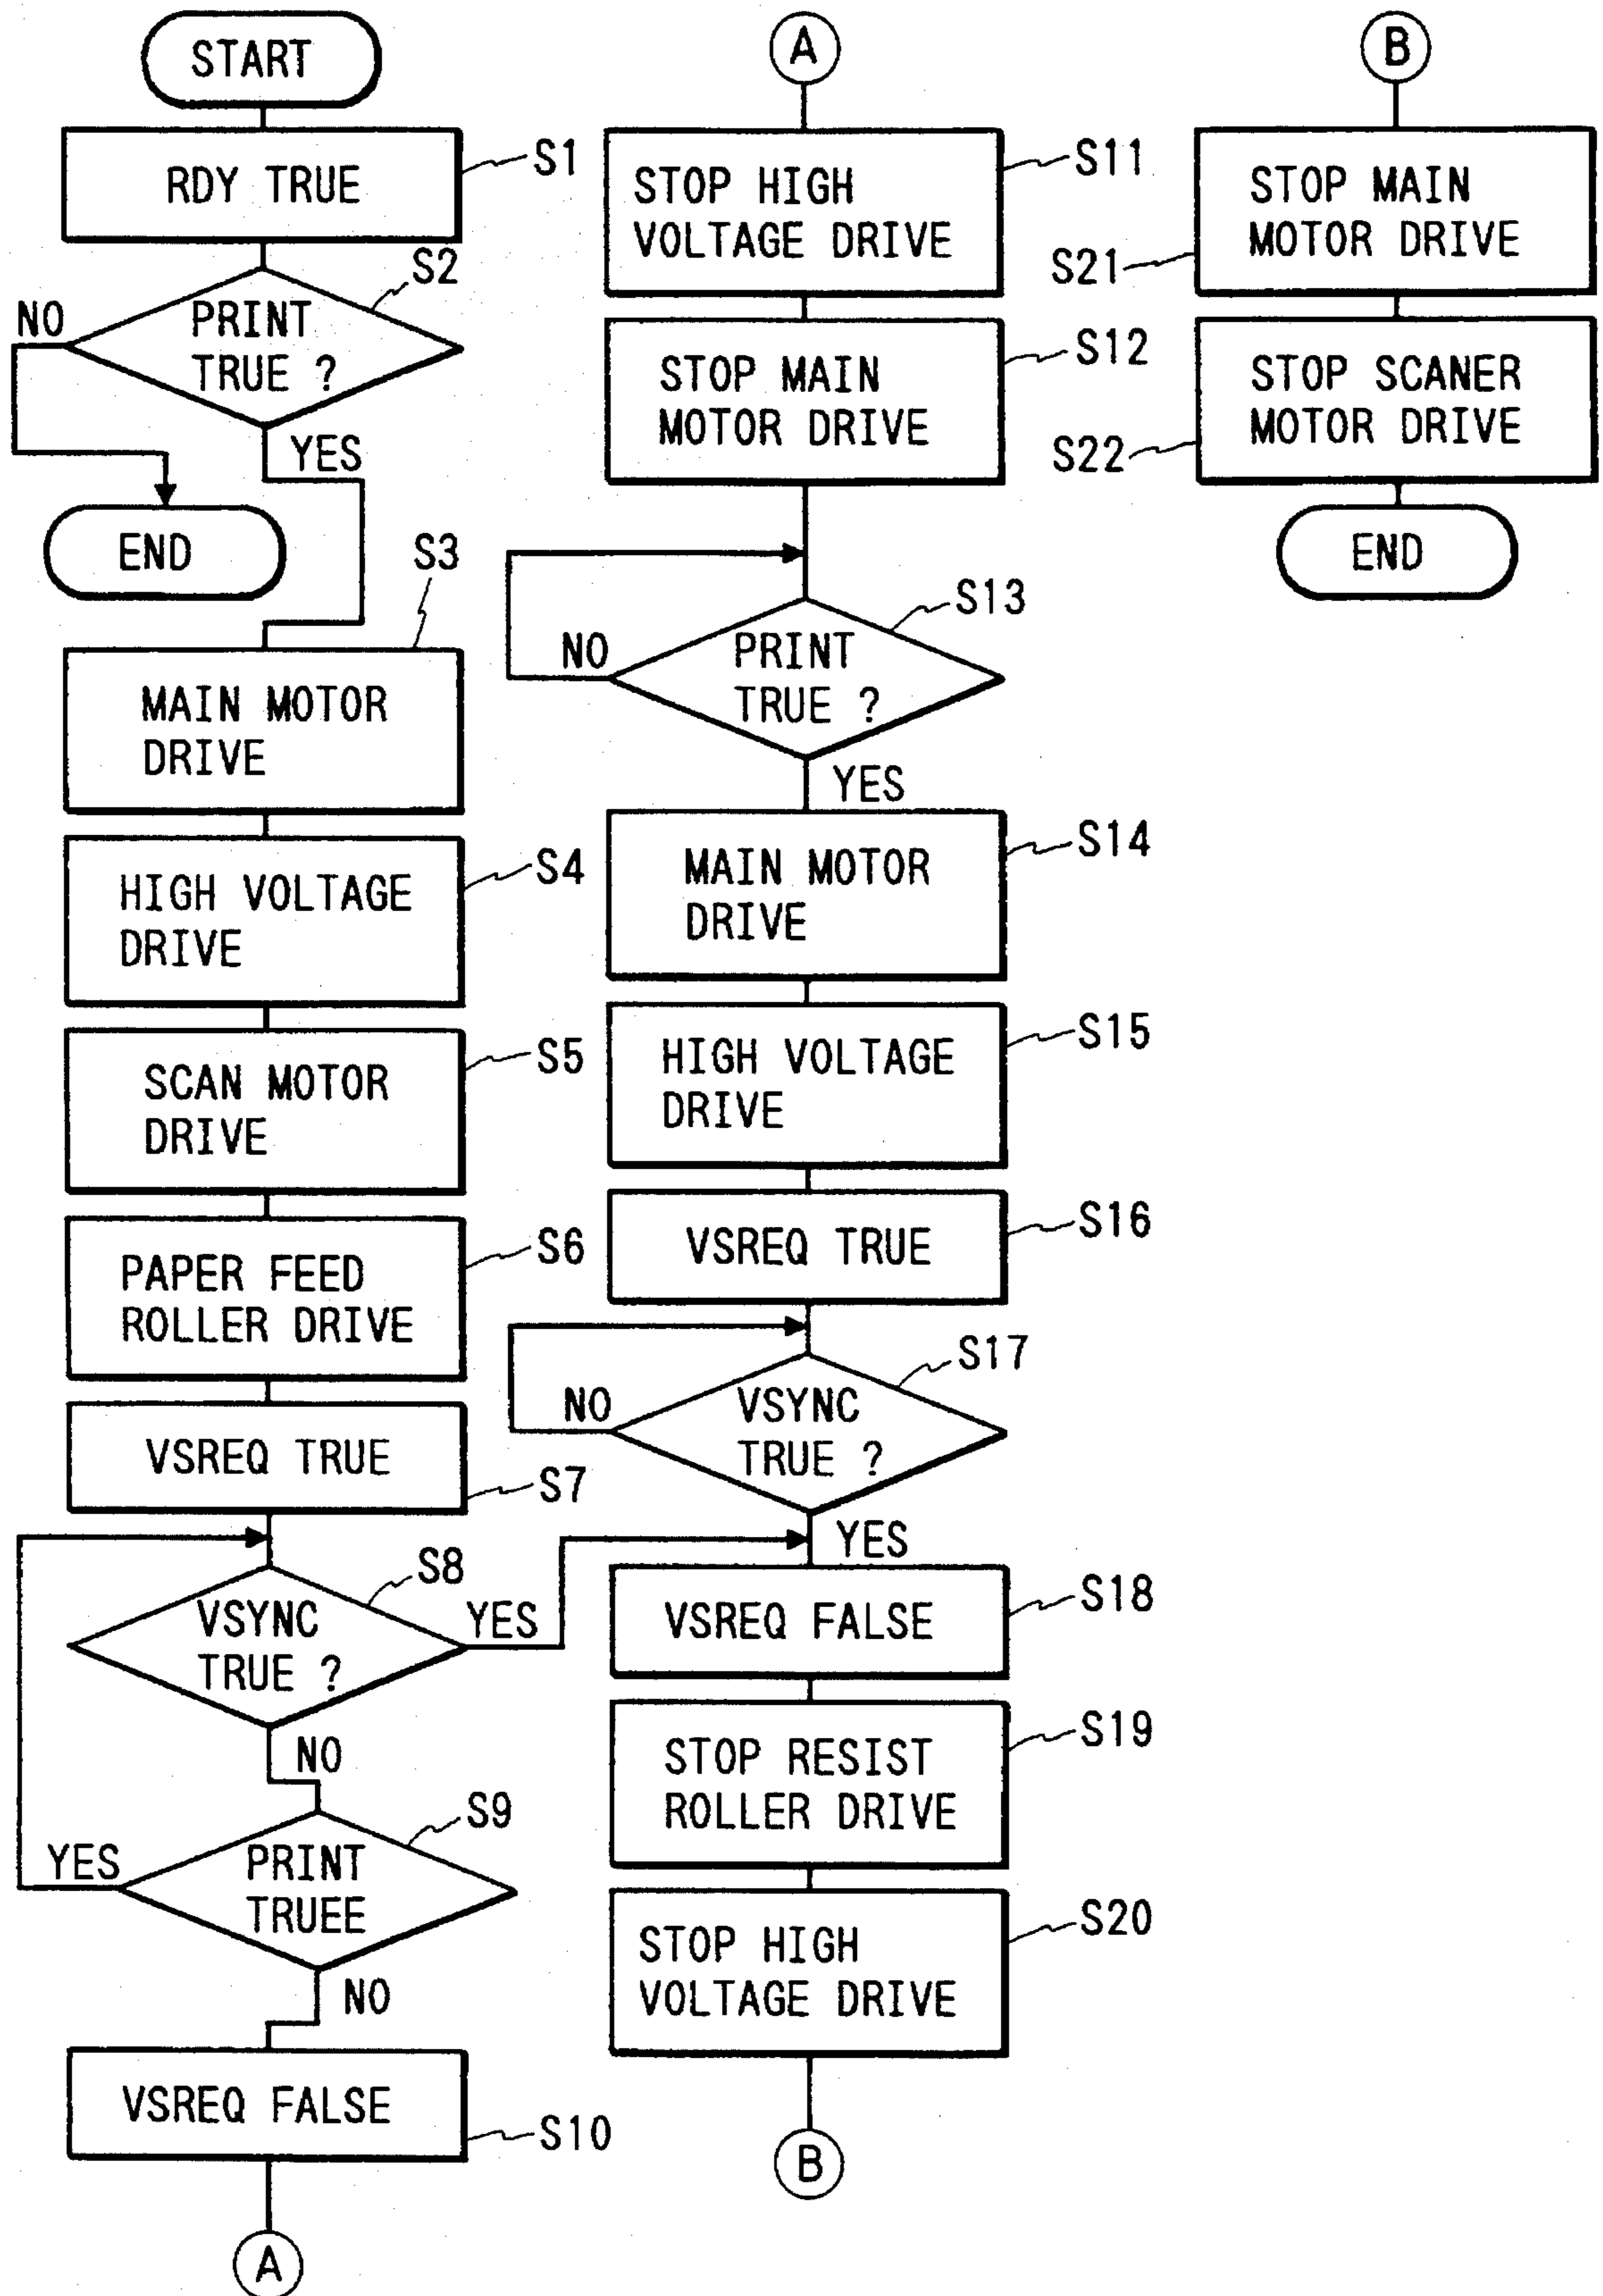 START
RDY TRUE
S1
S2
PRINT
TRUE ?
NO
YES
END
S3
MAIN MOTOR
DRIVE
S4
HIGH VOLTAGE
DRIVE
S5
SCAN MOTOR
DRIVE
S6
PAPER FEED
ROLLER DRIVE
VSREQ TRUE
S7
S8
VSYNC
TRUE ?
YES
NO
S9
PRINT
TRUEE
YES
NO
VSREQ FALSE
S10
A
A
STOP HIGH
VOLTAGE DRIVE
S11
STOP MAIN
MOTOR DRIVE
S12
S13
PRINT
TRUE ?
NO
YES
MAIN MOTOR
DRIVE
S14
HIGH VOLTAGE
DRIVE
S15
VSREQ TRUE
S16
S17
VSYNC
TRUE ?
NO
YES
VSREQ FALSE
S18
STOP RESIST
ROLLER DRIVE
S19
STOP HIGH
VOLTAGE DRIVE
S20
B
B
STOP MAIN
MOTOR DRIVE
S21
STOP SCANER
MOTOR DRIVE
S22
END